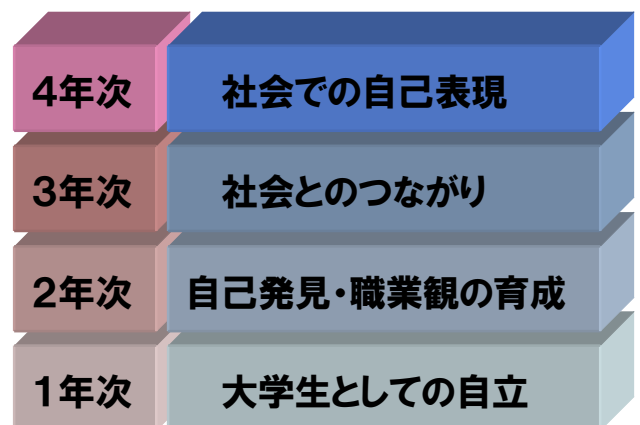 4年次 社会での自己表現
3年次 社会とのつながり
2年次 自己発見・職業観の育成
1年次 大学生としての自立